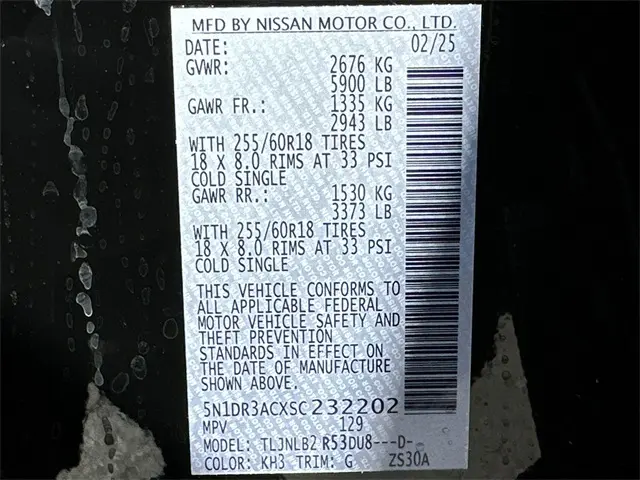 MFD BY NISSAN MOTOR CO., LTD.
DATE: 02/25
GVWR: 2676 KG
5900 LB
GAWR FR.: 1335 KG
2943 LB
WITH 255/60R18 TIRES
18 X 8.0 RIMS AT 33 PSI
COLD SINGLE
GAWR RR.: 1530 KG
3373 LB
WITH 255/60R18 TIRES
18 X 8.0 RIMS AT 33 PSI
COLD SINGLE
THIS VEHICLE CONFORMS TO
ALL APPLICABLE FEDERAL
MOTOR VEHICLE SAFETY AND
THEFT PREVENTION
STANDARDS IN EFFECT ON
THE DATE OF MANUFACTURE
SHOWN ABOVE.
5N1DR3ACXSC232202
MPV 129
MODEL: TLJNLB2 R53DU8---D-
COLOR: KH3 TRIM: G ZS30A